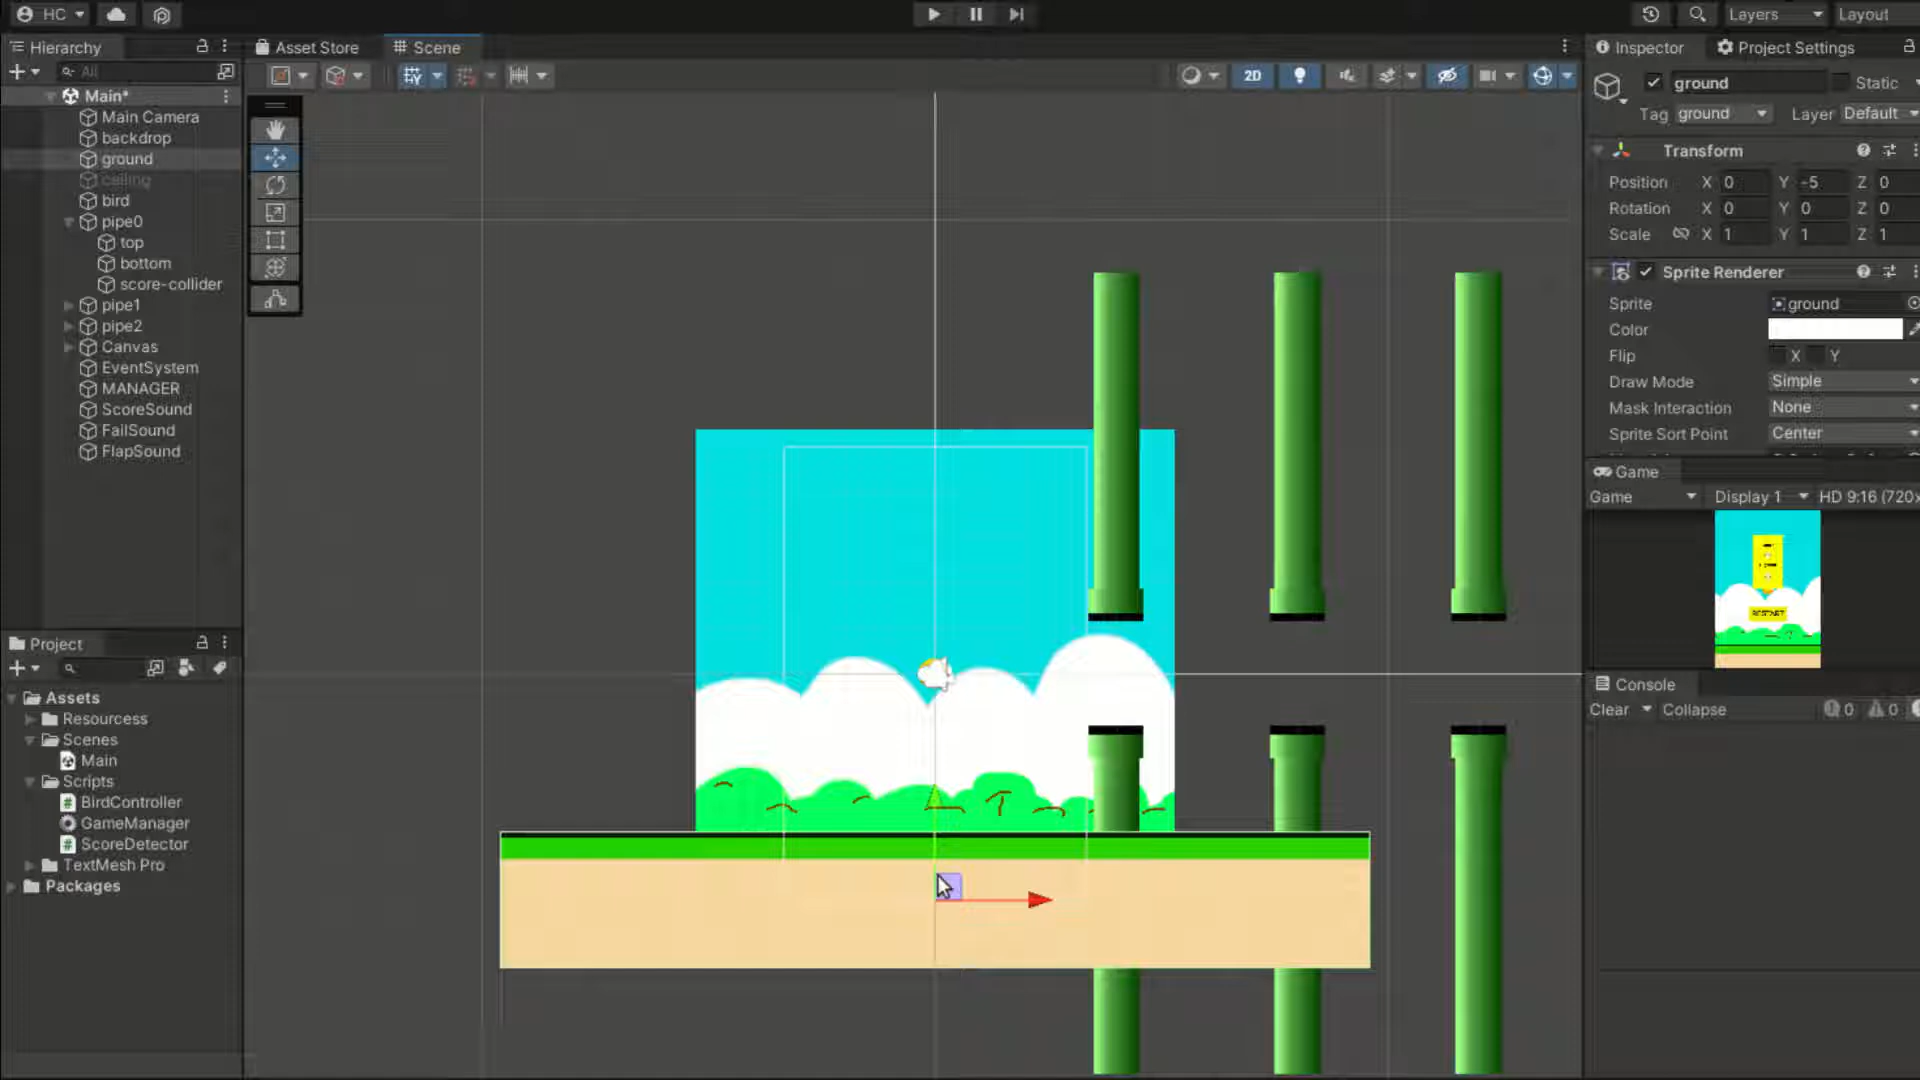 HC
Layers
Layout
Hierarchy
Asset Store
Scene
Inspector
Project Settings
All
2D
ground
Static
Main*
Main Camera
backdrop
ground
ceiling
bird
pipe0
top
bottom
score-collider
pipe1
pipe2
Canvas
EventSystem
MANAGER
ScoreSound
FailSound
FlapSound
Tag ground Layer Default
Transform
Position X 0 Y -5 Z 0
Rotation X 0 Y 0 Z 0
Scale X 1 Y 1 Z 1
Sprite Renderer
Sprite ground
Color
Flip X Y
Draw Mode Simple
Mask Interaction None
Sprite Sort Point Center
Game
Game Display 1 HD 9:16 (720x
RESTART
Console
Clear Collapse 0 0
Project
Assets
Resourcess
Scenes
Main
Scripts
BirdController
GameManager
ScoreDetector
TextMesh Pro
Packages